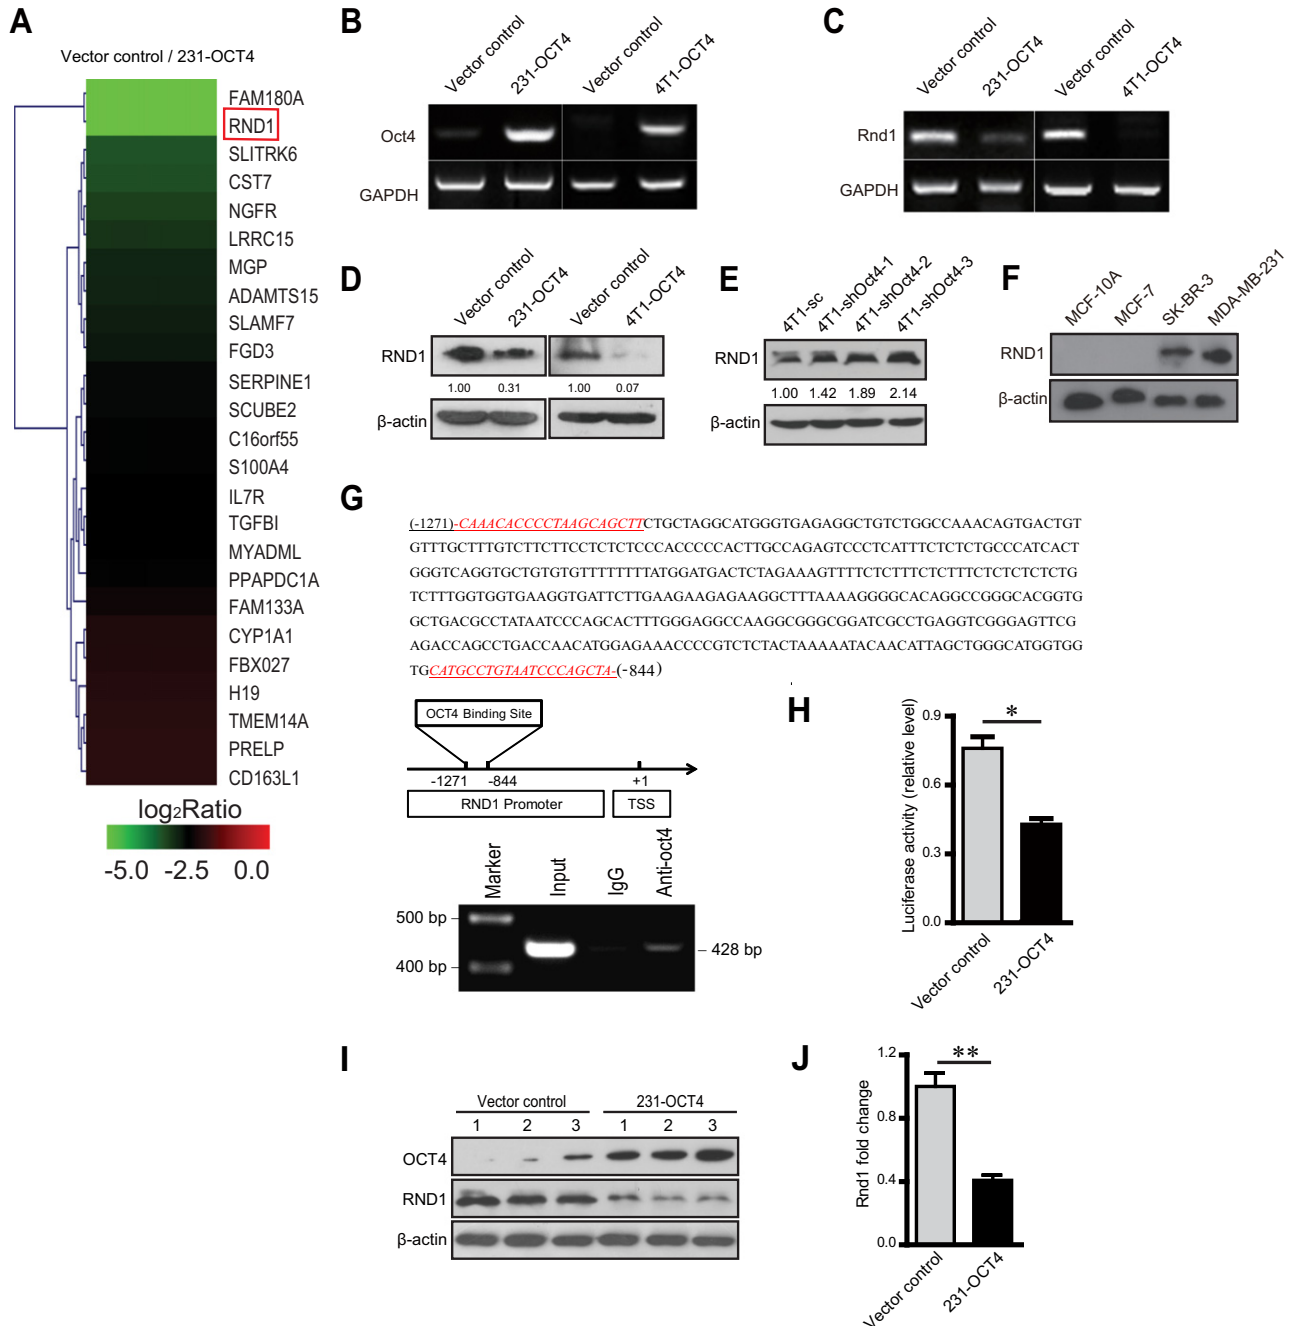 A
Vector control / 231-OCT4
FAM180A
RND1
SLITRK6
CST7
NGFR
LRRC15
MGP
ADAMTS15
SLAMF7
FGD3
SERPINE1
SCUBE2
C16orf55
S100A4
IL7R
TGFBI
MYADML
PPAPDC1A
FAM133A
CYP1A1
FBX027
H19
TMEM14A
PRELP
CD163L1
log2Ratio
-5.0 -2.5 0.0
B
Vector control
231-OCT4
Vector control
4T1-OCT4
Oct4
GAPDH
C
Vector control
231-OCT4
Vector control
4T1-OCT4
Rnd1
GAPDH
D
Vector control
231-OCT4
Vector control
4T1-OCT4
RND1
1.00 0.31 1.00 0.07
β-actin
E
4T1-sc
4T1-shOct4-1
4T1-shOct4-2
4T1-shOct4-3
RND1
1.00 1.42 1.89 2.14
β-actin
F
MCF-10A
MCF-7
SK-BR-3
MDA-MB-231
RND1
β-actin
G
(-1271)-CAAACACCCCTAAGCAGCTTCTGCTAGGCATGGGTGAGAGGCTGTCTGGCCAAACAGTGACTGT
GTTTGCTTTGTCTTCTTCCTCTCTCCCACCCCCACTTGCCAGAGTCCCTCATTTCTCTCTGCCCATCACT
GGGTCAGGTGCTGTGTGTTTTTTTTATGGATGACTCTAGAAAGTTTTCTCTTTCTCTTTCTCTCTCTCTG
TCTTTGGTGGTGAAGGTGATTCTTGAAGAAGAGAAGGCTTTAAAAGGGGCACAGGCCGGGCACGGTG
GCTGACGCCTATAATCCCAGCACTTTGGGAGGCCAAGGCGGGCGGATCGCCTGAGGTCGGGAGTTCG
AGACCAGCCTGACCAACATGGAGAAACCCCGTCTCTACTAAAAATACAACATTAGCTGGGCATGGTGG
TGCATGCCTGTAATCCCAGCTA-(-844)
OCT4 Binding Site
-1271 -844 +1
RND1 Promoter TSS
Marker
Input
IgG
Anti-oct4
500 bp
400 bp
428 bp
H
Luciferase activity (relative level)
0.9
0.6
0.3
0.0
*
Vector control
231-OCT4
I
Vector control 231-OCT4
1 2 3 1 2 3
OCT4
RND1
β-actin
J
Rnd1 fold change
1.2
0.8
0.4
0.0
**
Vector control
231-OCT4